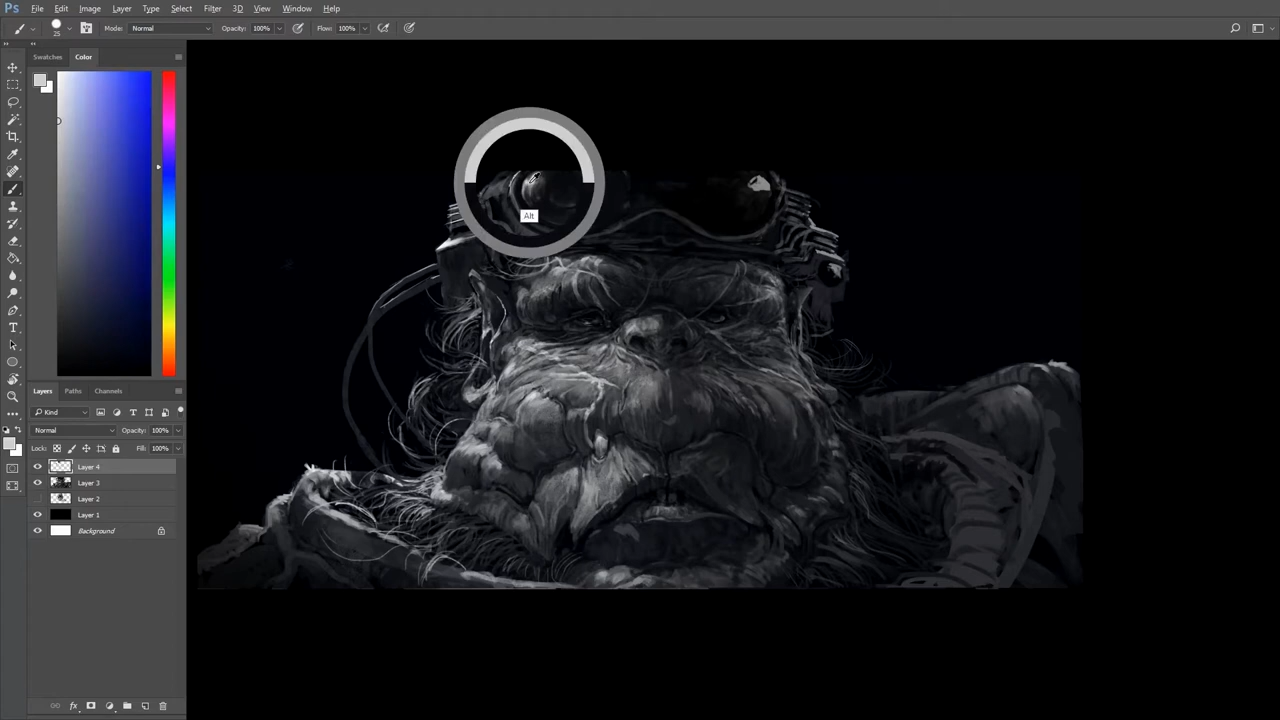 Ps File Edit Image Layer Type Select Filter 3D View Window Help
25 Mode: Normal Opacity: 100% Flow: 100%
Swatches Color
Alt
Layers Paths Channels
Kind
Normal Opacity: 100%
Lock: Fill: 100%
Layer 4
Layer 3
Layer 2
Layer 1
Background
fx